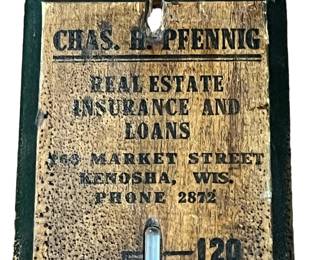 CHAS. H. PFENNIG
REAL ESTATE
INSURANCE AND
LOANS
MARKET STREET
KENOSHA, WIS.
PHONE 2872
120